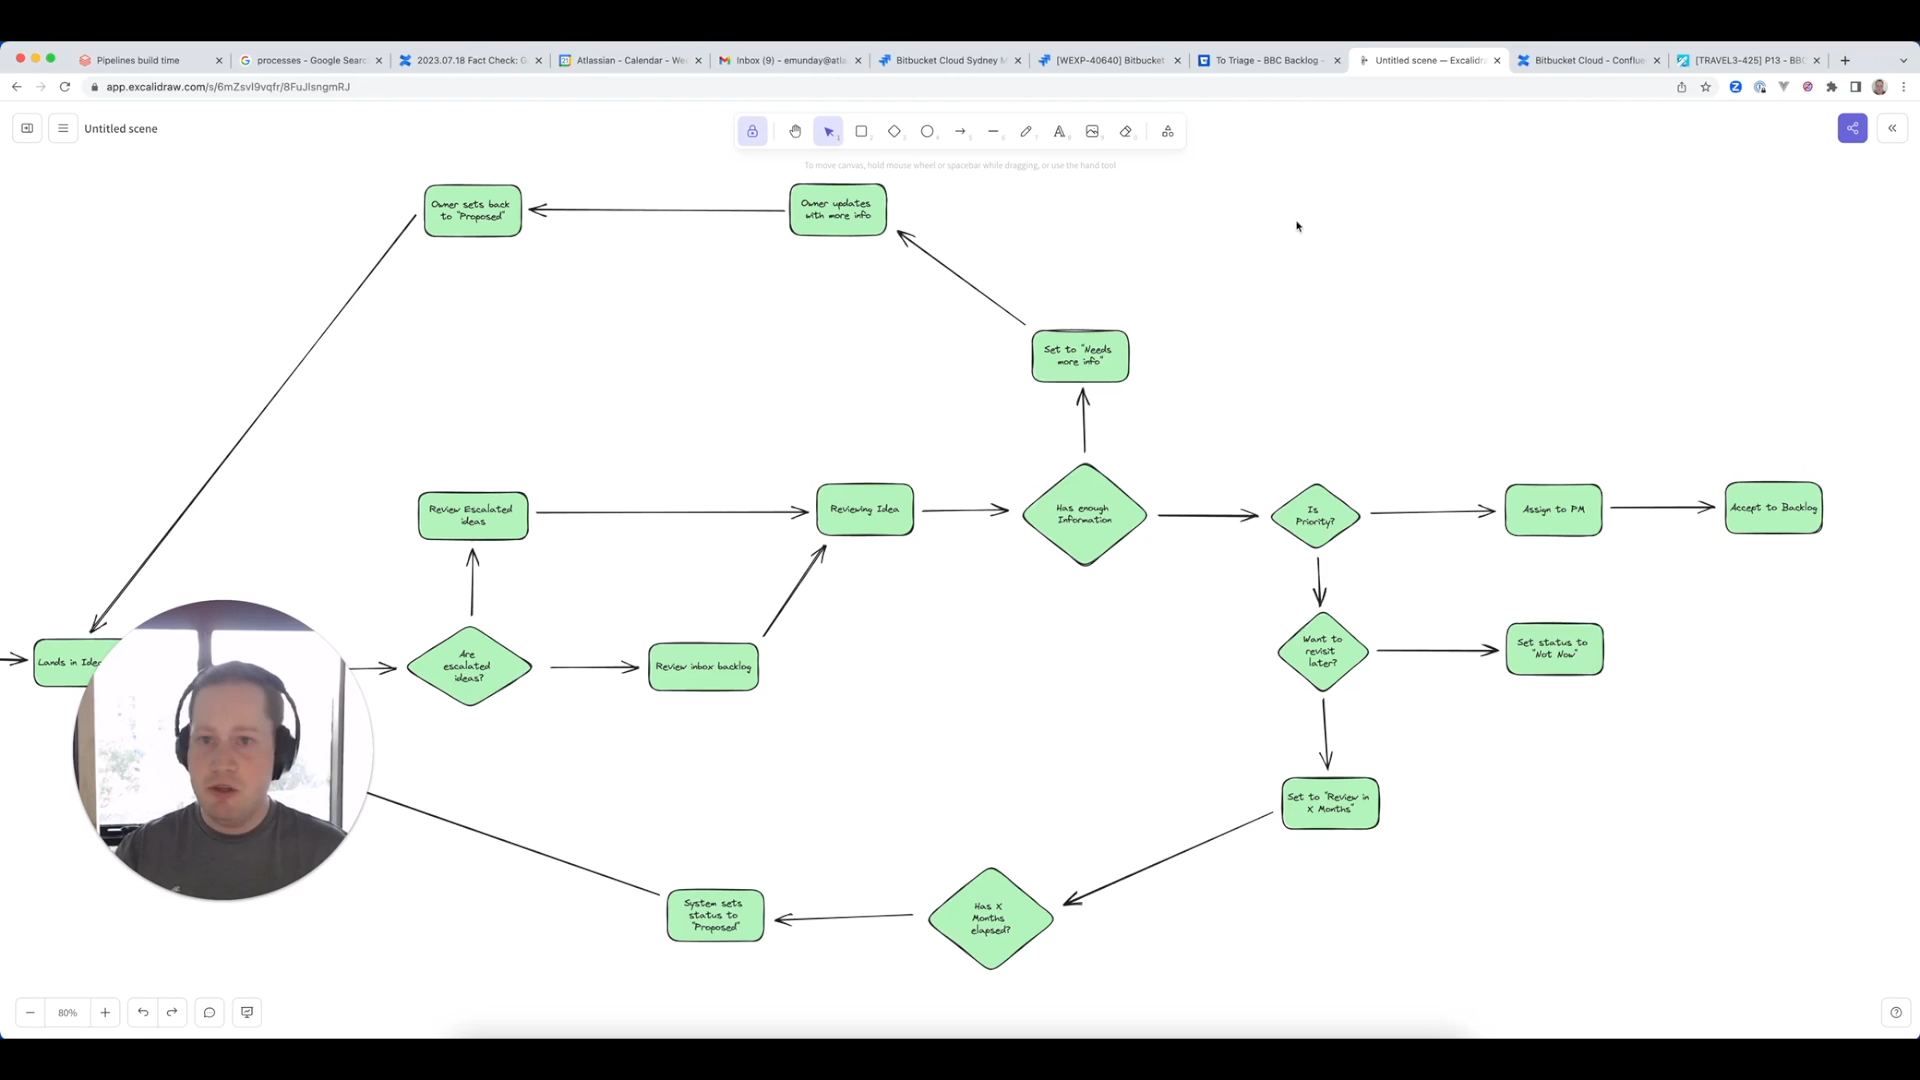 Pipelines build time
processes - Google Searc
2023.07.18 Fact Check: G
Atlassian - Calendar - We
Inbox (9) - emunday@atla
Bitbucket Cloud Sydney M
[WEXP-40640] Bitbucket
To Triage - BBC Backlog -
Untitled scene — Excalidr
Bitbucket Cloud - Conflue
[TRAVEL3-425] P13 - BBC
app.excalidraw.com/s/6mZsvI9vqfr/8FuJIsngmRJ
Untitled scene
To move canvas, hold mouse wheel or spacebar while dragging, or use the hand tool
Owner sets back
to "Proposed"
Owner updates
with more info
Set to "Needs
more info"
Review Escalated
ideas
Reviewing Idea
Has enough
Information
Is
Priority?
Assign to PM
Accept to Backlog
Lands in Idea
Are
escalated
ideas?
Review inbox backlog
Want to
revisit
later?
Set status to
"Not Now"
Set to "Review in
X Months"
Has X
Months
elapsed?
System sets
status to
"Proposed"
80%